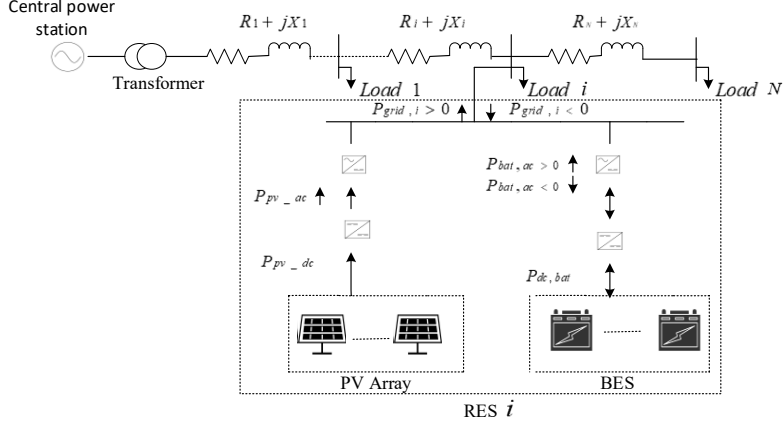 Central power
station
R1 + jX1
Ri + jXi
RN + jXN
Transformer
Load 1
Load i
Load N
Pgrid , i > 0
Pgrid , i < 0
Pbat , ac > 0
Pbat , ac < 0
Ppv _ ac
Ppv _ dc
Pdc , bat
PV Array
BES
RES i